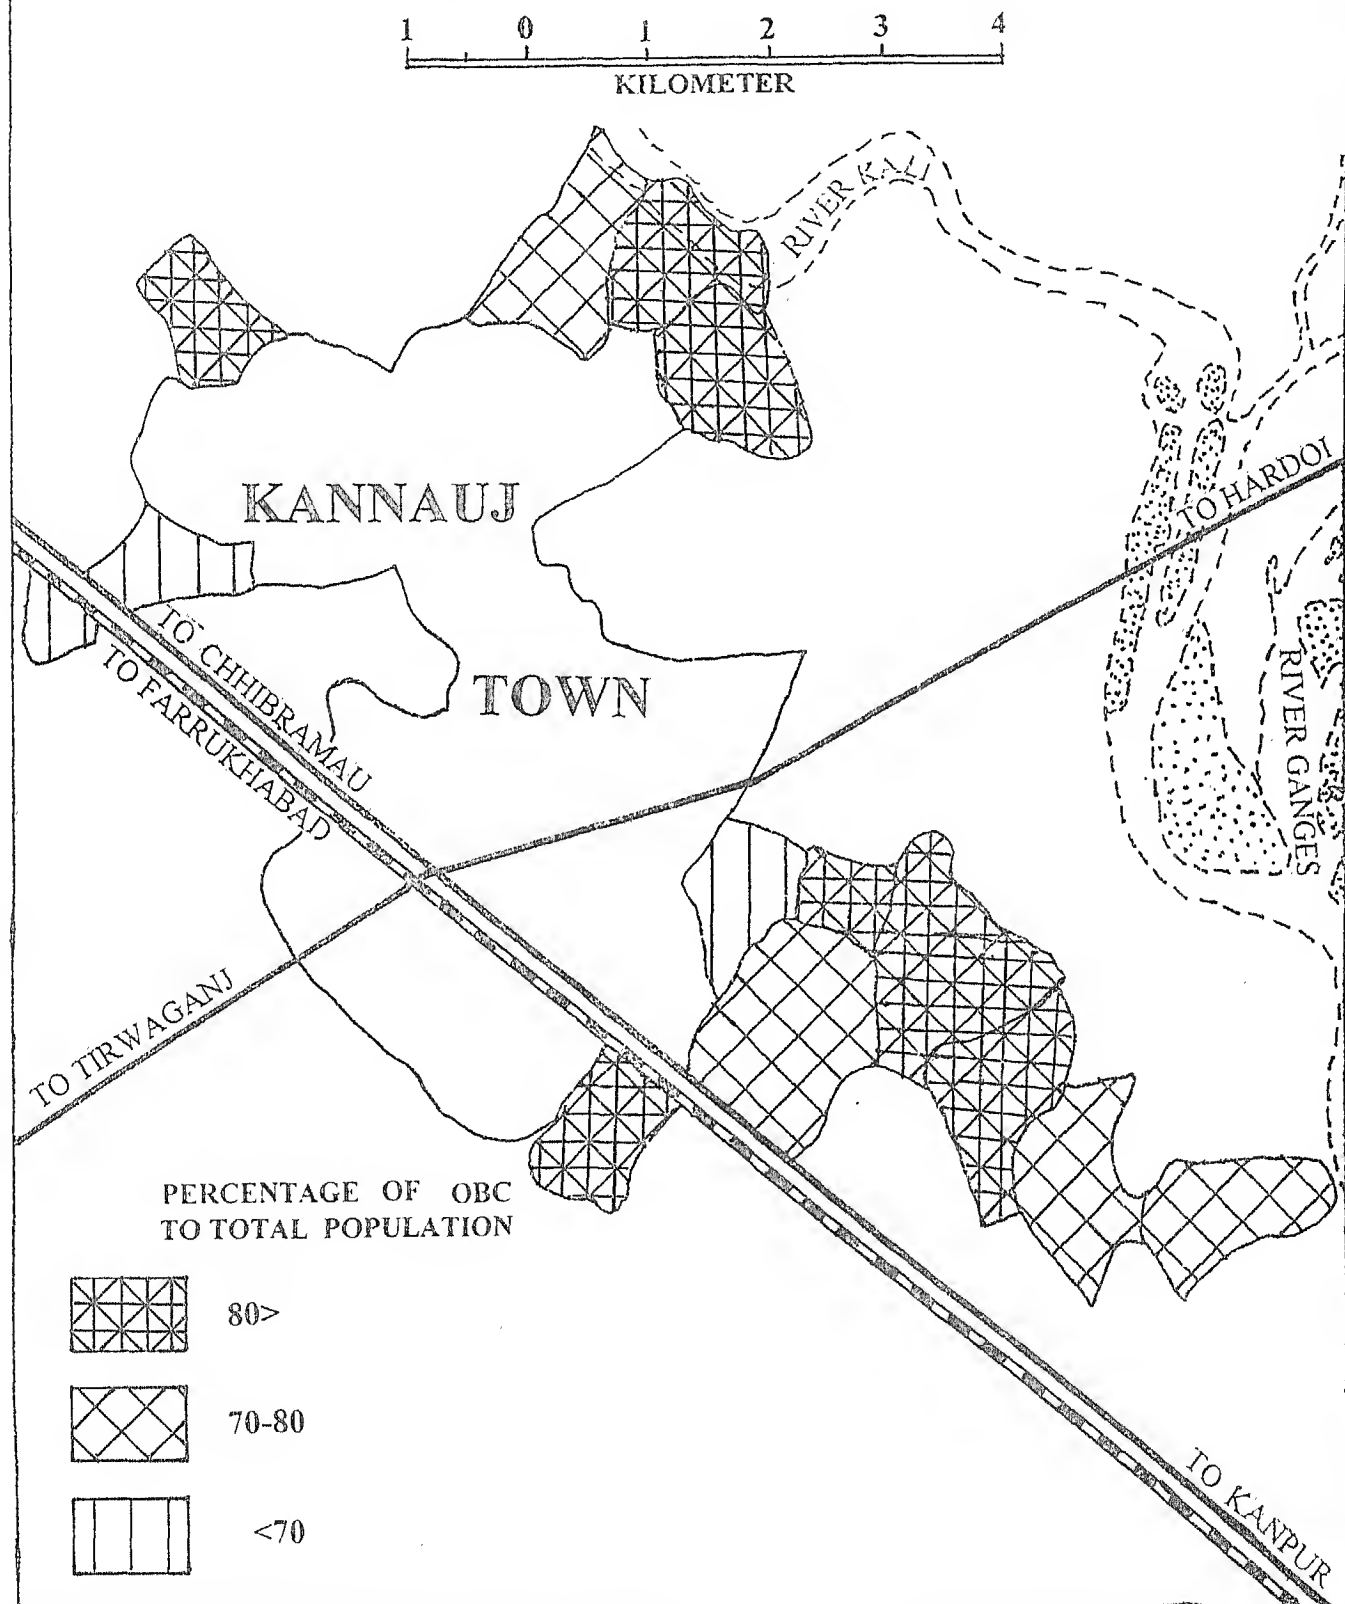 1 0 1 2 3 4
KILOMETER
RIVER KALI
KANNAUJ
TO HARDOI
TO CHHIBRAMAU
TO FARRUKHABAD
TOWN
RIVER GANGES
TO TIRWAGANJ
PERCENTAGE OF OBC
TO TOTAL POPULATION
80>
70-80
<70
TO KANPUR